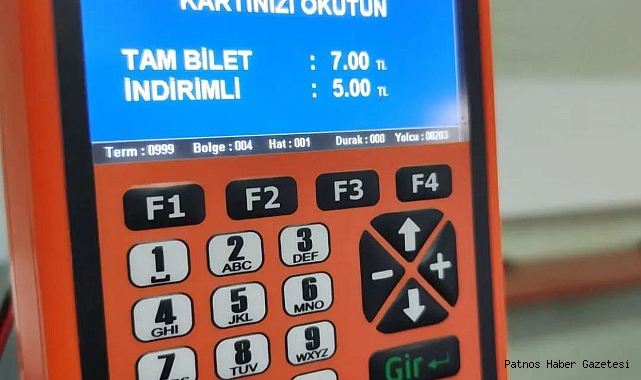 KARTINIZI OKUTUN
TAM BİLET : 7.00 TL
İNDİRİMLİ : 5.00 TL
Term : 0999 Bolge : 004 Hat : 001 Durak : 000 Yolcu : 00203
F1 F2 F3 F4
1 2 ABC 3 DEF
4 GHI 5 JKL 6 MNO
- +
7 8 TUV 9 WXYZ
Gir
Patnos Haber Gazetesi